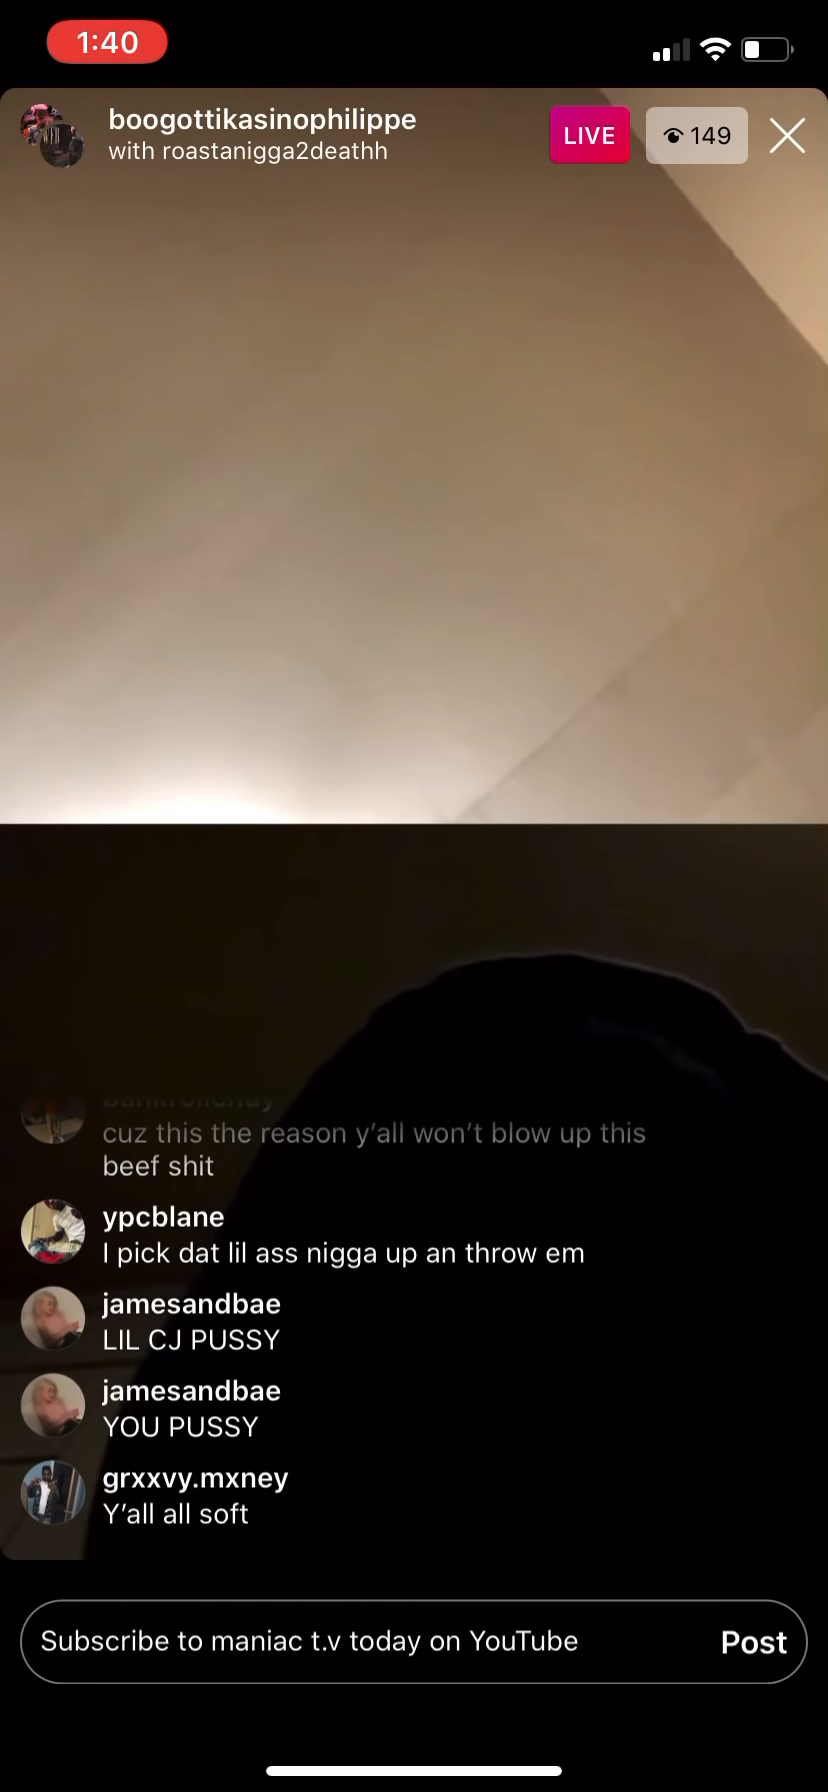 1:40
boogottikasinophilippe
with roastanigga2deathh
LIVE
149
cuz this the reason y'all won't blow up this
beef shit
ypcblane
I pick dat lil ass nigga up an throw em
jamesandbae
LIL CJ PUSSY
jamesandbae
YOU PUSSY
grxxvy.mxney
Y'all all soft
Subscribe to maniac t.v today on YouTube
Post